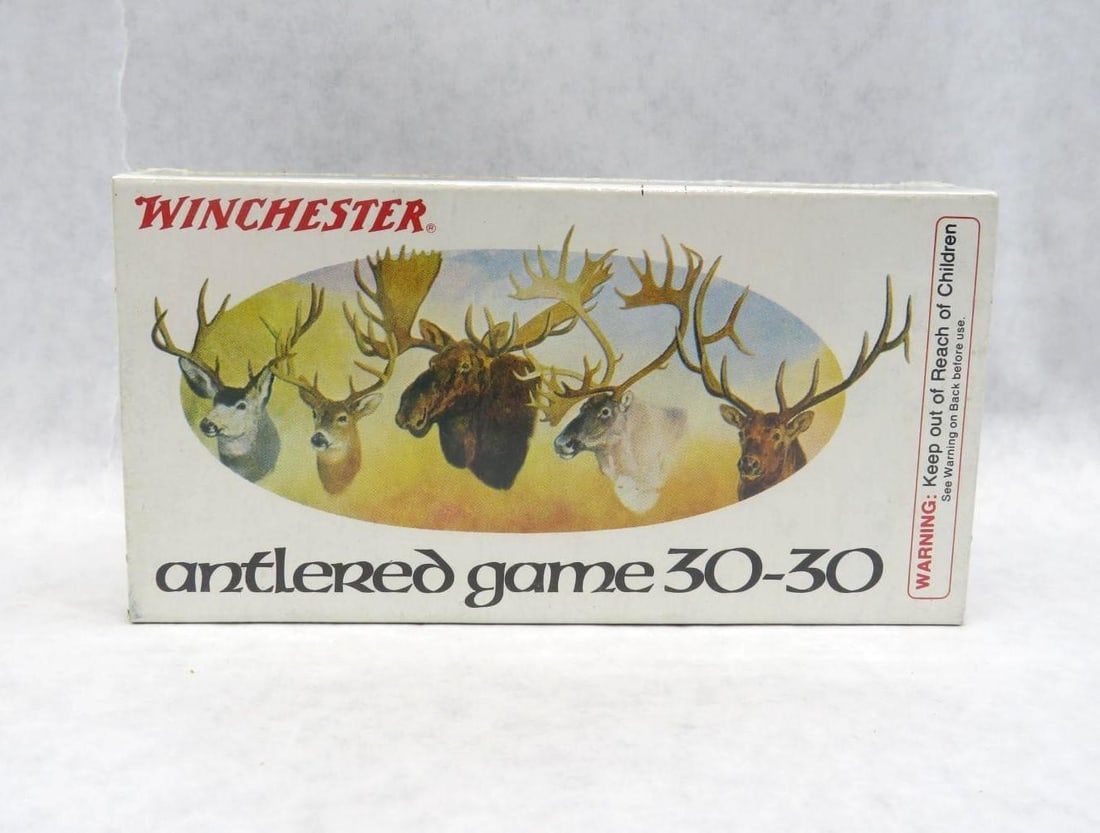 WINCHESTER®
antlered game 30-30
WARNING: Keep out of Reach of Children
See Warning on Back before use.